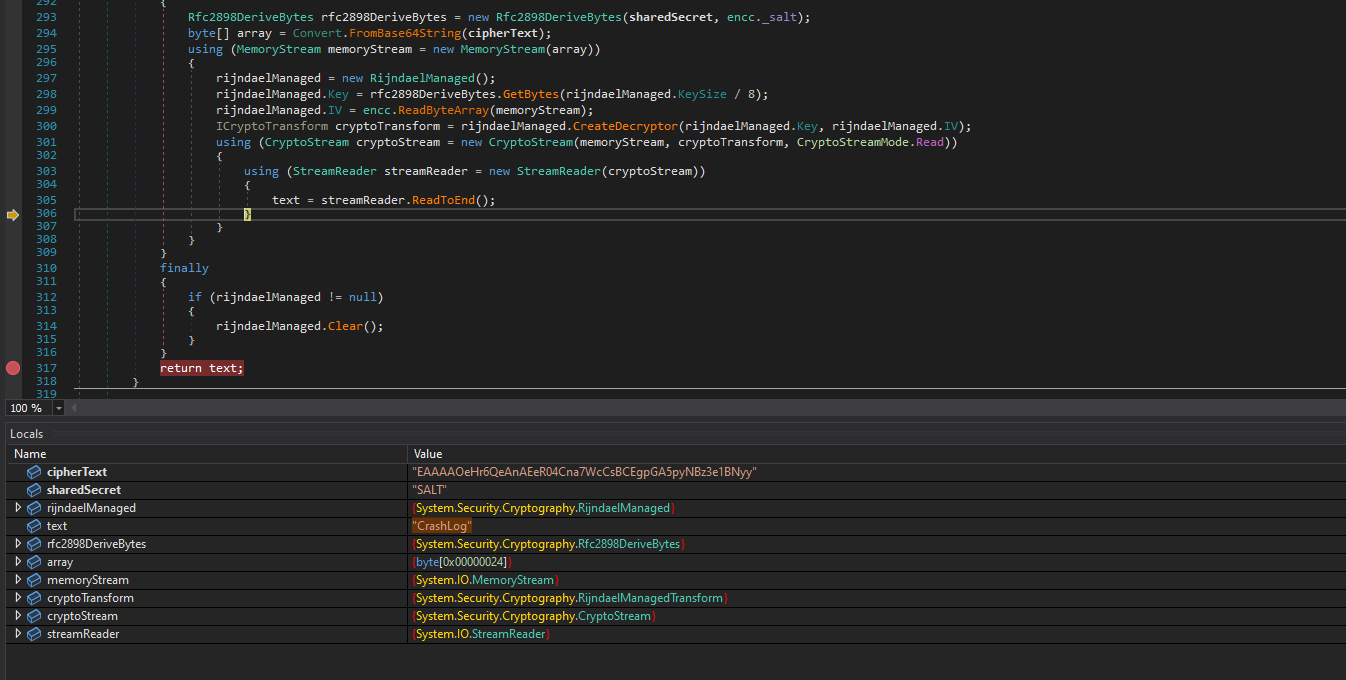 292 {
293 Rfc2898DeriveBytes rfc2898DeriveBytes = new Rfc2898DeriveBytes(sharedSecret, encc._salt);
294 byte[] array = Convert.FromBase64String(cipherText);
295 using (MemoryStream memoryStream = new MemoryStream(array))
296 {
297 rijndaelManaged = new RijndaelManaged();
298 rijndaelManaged.Key = rfc2898DeriveBytes.GetBytes(rijndaelManaged.KeySize / 8);
299 rijndaelManaged.IV = encc.ReadByteArray(memoryStream);
300 ICryptoTransform cryptoTransform = rijndaelManaged.CreateDecryptor(rijndaelManaged.Key, rijndaelManaged.IV);
301 using (CryptoStream cryptoStream = new CryptoStream(memoryStream, cryptoTransform, CryptoStreamMode.Read))
302 {
303 using (StreamReader streamReader = new StreamReader(cryptoStream))
304 {
305 text = streamReader.ReadToEnd();
306 }
307 }
308 }
309 }
310 finally
311 {
312 if (rijndaelManaged != null)
313 {
314 rijndaelManaged.Clear();
315 }
316 }
317 return text;
318 }
319
100 %
Locals
Name Value
cipherText "EAAAAOeHr6QeAnAEeR04Cna7WcCsBCEgpGA5pyNBz3e1BNyy"
sharedSecret "SALT"
rijndaelManaged {System.Security.Cryptography.RijndaelManaged}
text "CrashLog"
rfc2898DeriveBytes {System.Security.Cryptography.Rfc2898DeriveBytes}
array {byte[0x00000024]}
memoryStream {System.IO.MemoryStream}
cryptoTransform {System.Security.Cryptography.RijndaelManagedTransform}
cryptoStream {System.Security.Cryptography.CryptoStream}
streamReader {System.IO.StreamReader}